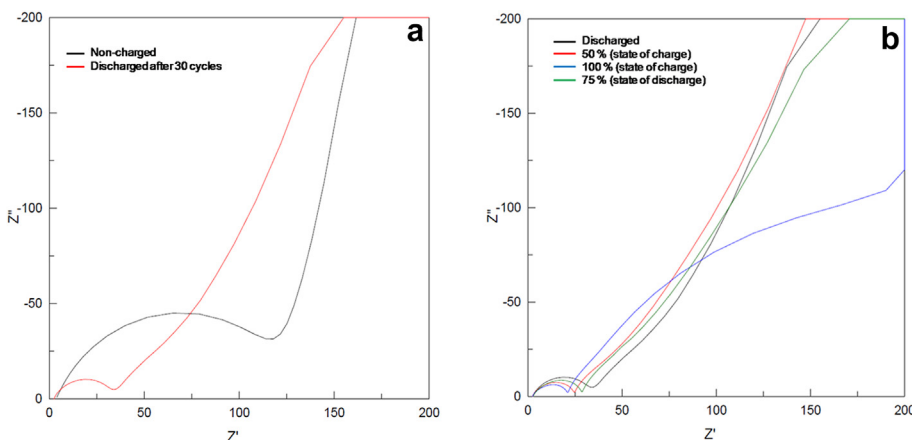 a
Non-charged
Discharged after 30 cycles
-200
-150
-100
-50
0
Z"
0
50
100
150
200
Z'
b
Discharged
50 % (state of charge)
100 % (state of charge)
75 % (state of discharge)
-200
-150
-100
-50
0
Z"
0
50
100
150
200
Z'